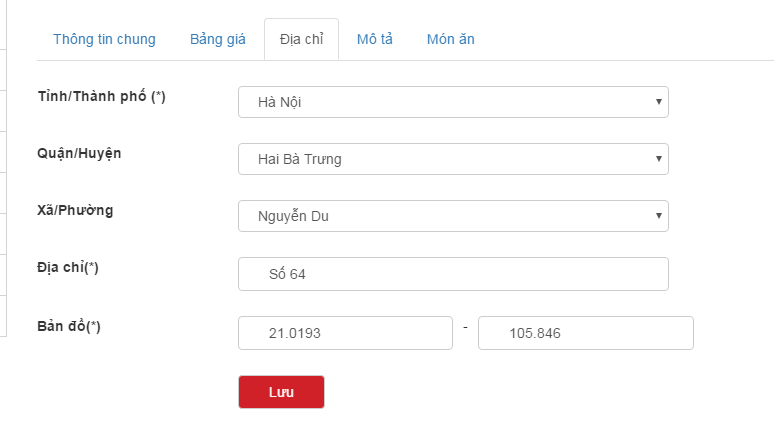 Thông tin chung Bảng giá Địa chỉ Mô tả Món ăn
Tỉnh/Thành phố (*) Hà Nội
Quận/Huyện Hai Bà Trưng
Xã/Phường Nguyễn Du
Địa chỉ(*) Số 64
Bản đồ(*) 21.0193 - 105.846
Lưu